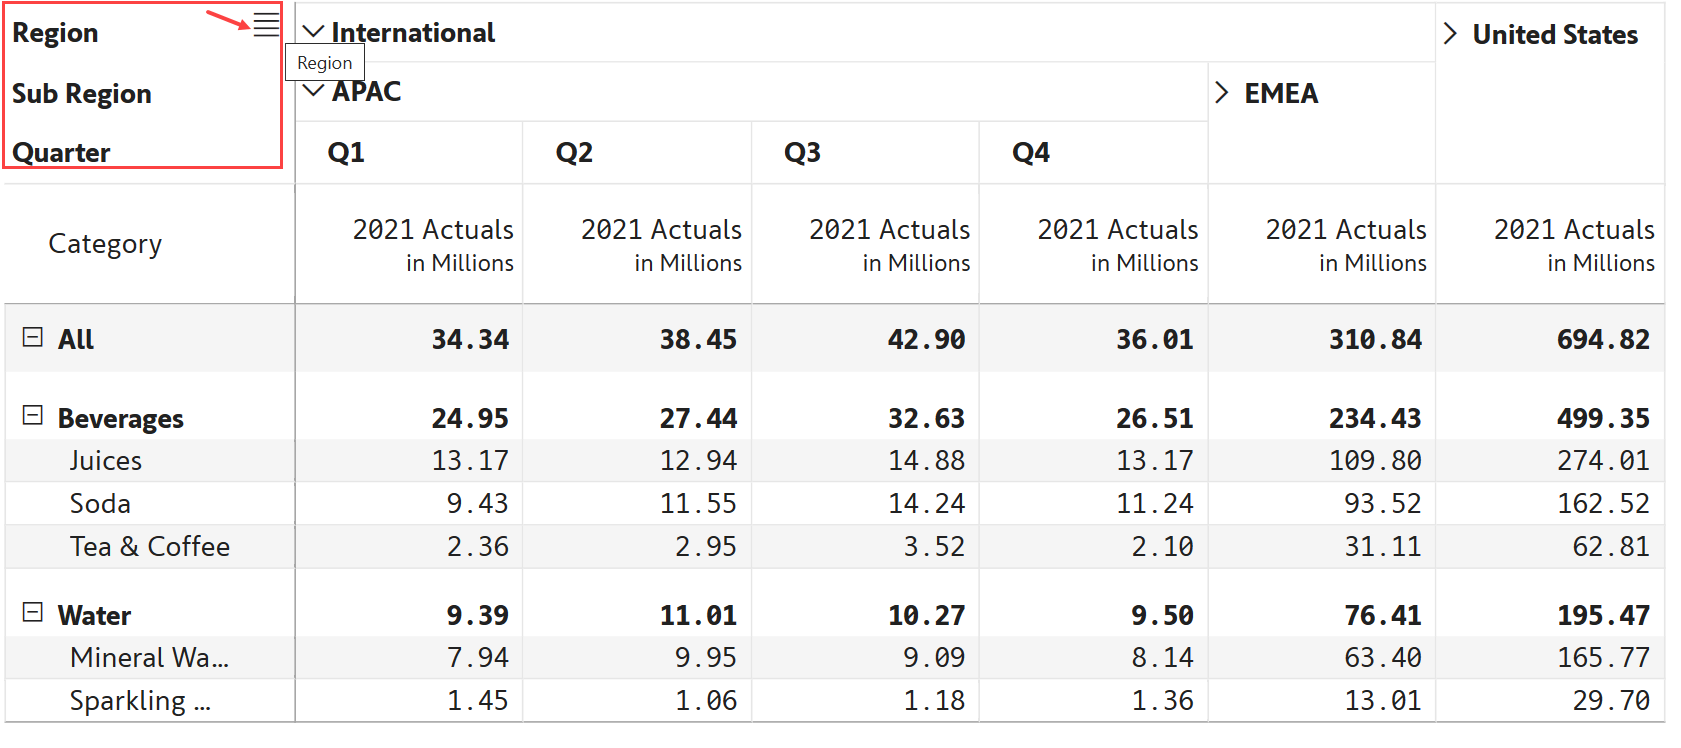 Region
International
United States
Region
Sub Region
APAC
EMEA
Quarter
Q1 Q2 Q3 Q4
Category
2021 Actuals 2021 Actuals 2021 Actuals 2021 Actuals 2021 Actuals 2021 Actuals
in Millions in Millions in Millions in Millions in Millions in Millions
All 34.34 38.45 42.90 36.01 310.84 694.82
Beverages 24.95 27.44 32.63 26.51 234.43 499.35
Juices 13.17 12.94 14.88 13.17 109.80 274.01
Soda 9.43 11.55 14.24 11.24 93.52 162.52
Tea & Coffee 2.36 2.95 3.52 2.10 31.11 62.81
Water 9.39 11.01 10.27 9.50 76.41 195.47
Mineral Wa... 7.94 9.95 9.09 8.14 63.40 165.77
Sparkling ... 1.45 1.06 1.18 1.36 13.01 29.70